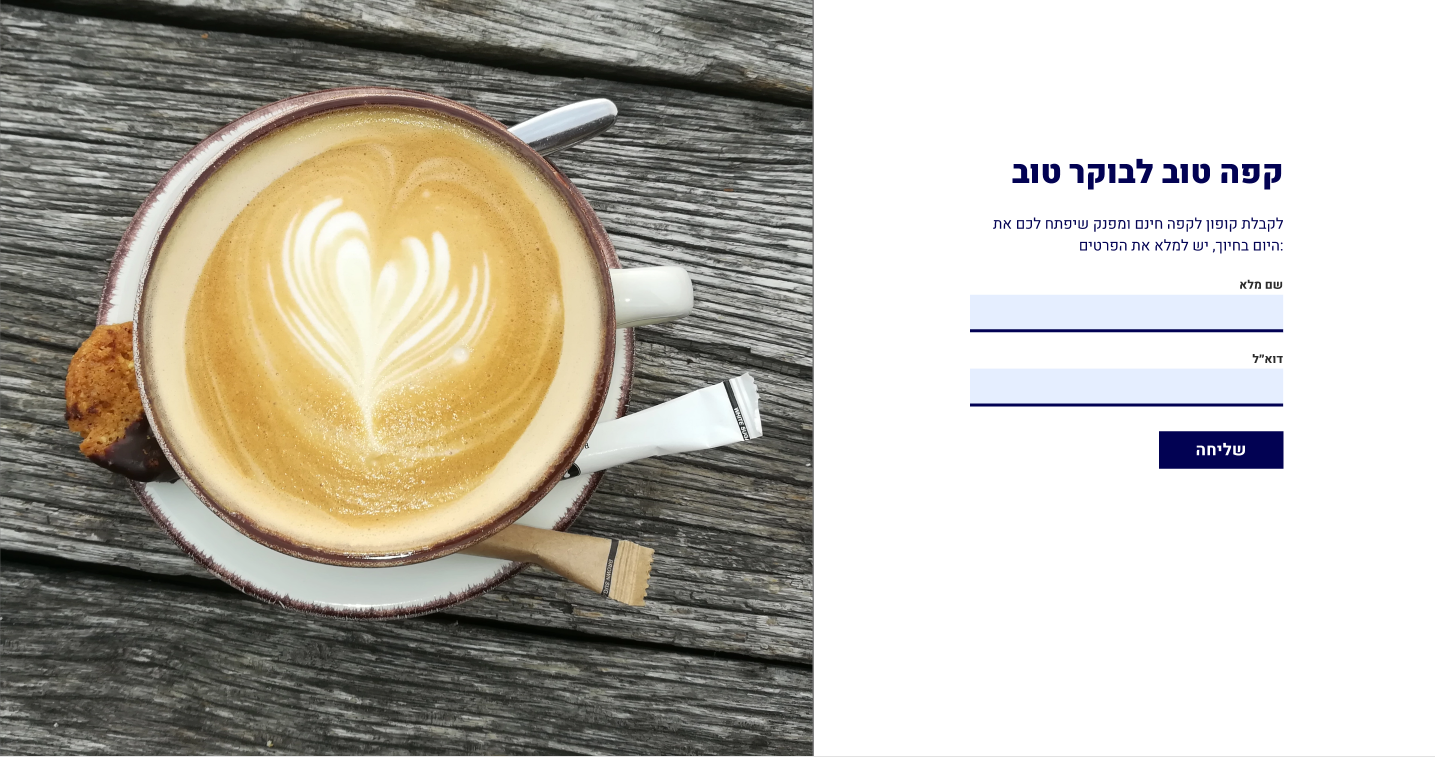 קפה טוב לבוקר טוב
לקבלת קופון לקפה חינם ומפנק שיפתח לכם את
היום בחיוך, יש למלא את הפרטים:
שם מלא
דוא״ל
שליחה